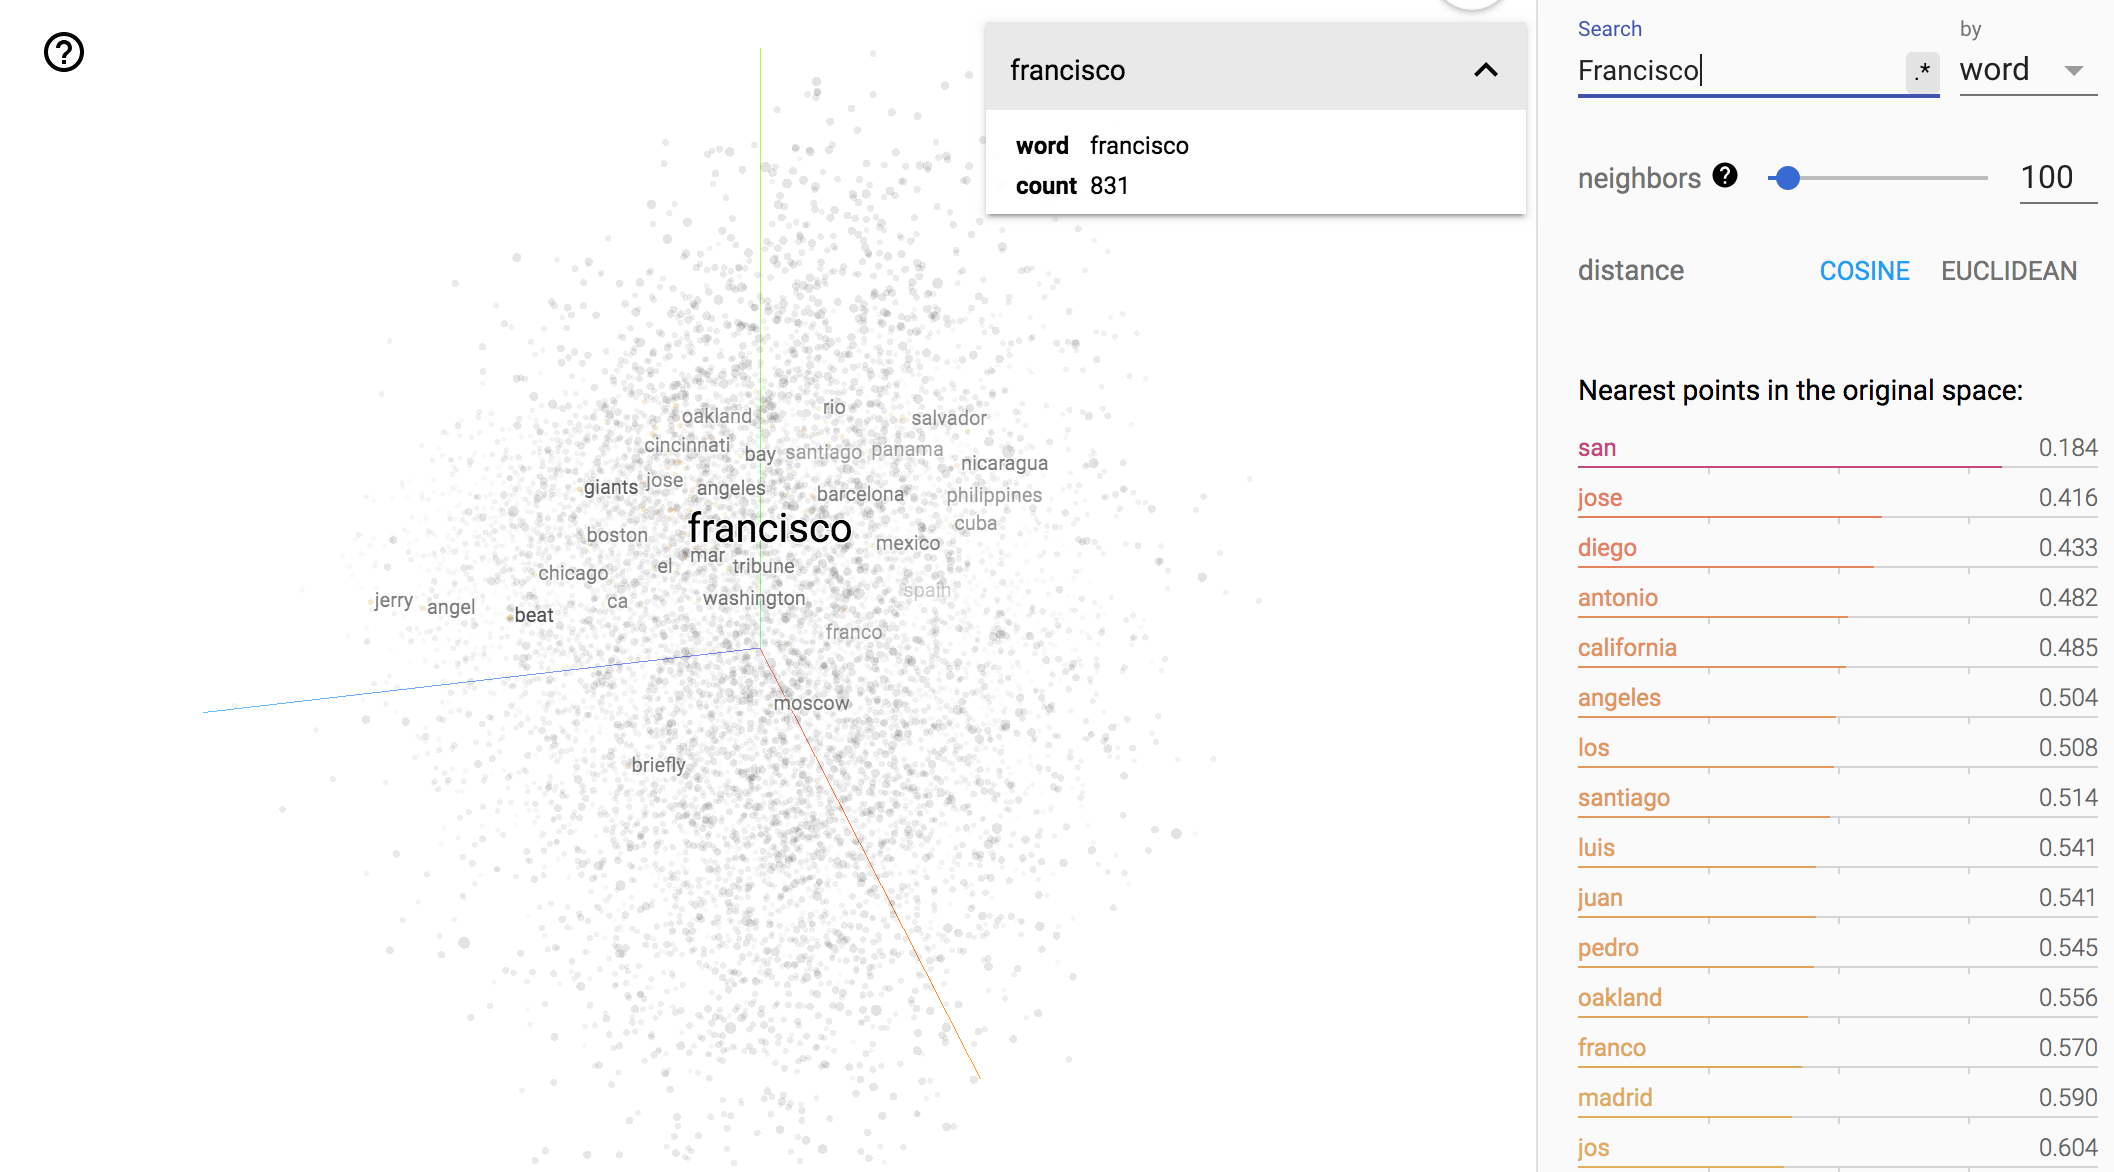 francisco
word francisco
count 831
Search by
Francisco .* word
neighbors ? 100
distance COSINE EUCLIDEAN
Nearest points in the original space:
san 0.184
jose 0.416
diego 0.433
antonio 0.482
california 0.485
angeles 0.504
los 0.508
santiago 0.514
luis 0.541
juan 0.541
pedro 0.545
oakland 0.556
franco 0.570
madrid 0.590
jos 0.604
?
oakland rio salvador
cincinnati bay santiago panama nicaragua
giants jose angeles barcelona philippines
boston francisco cuba
mexico
chicago el mar tribune
jerry angel beat ca washington spain
franco
moscow
briefly